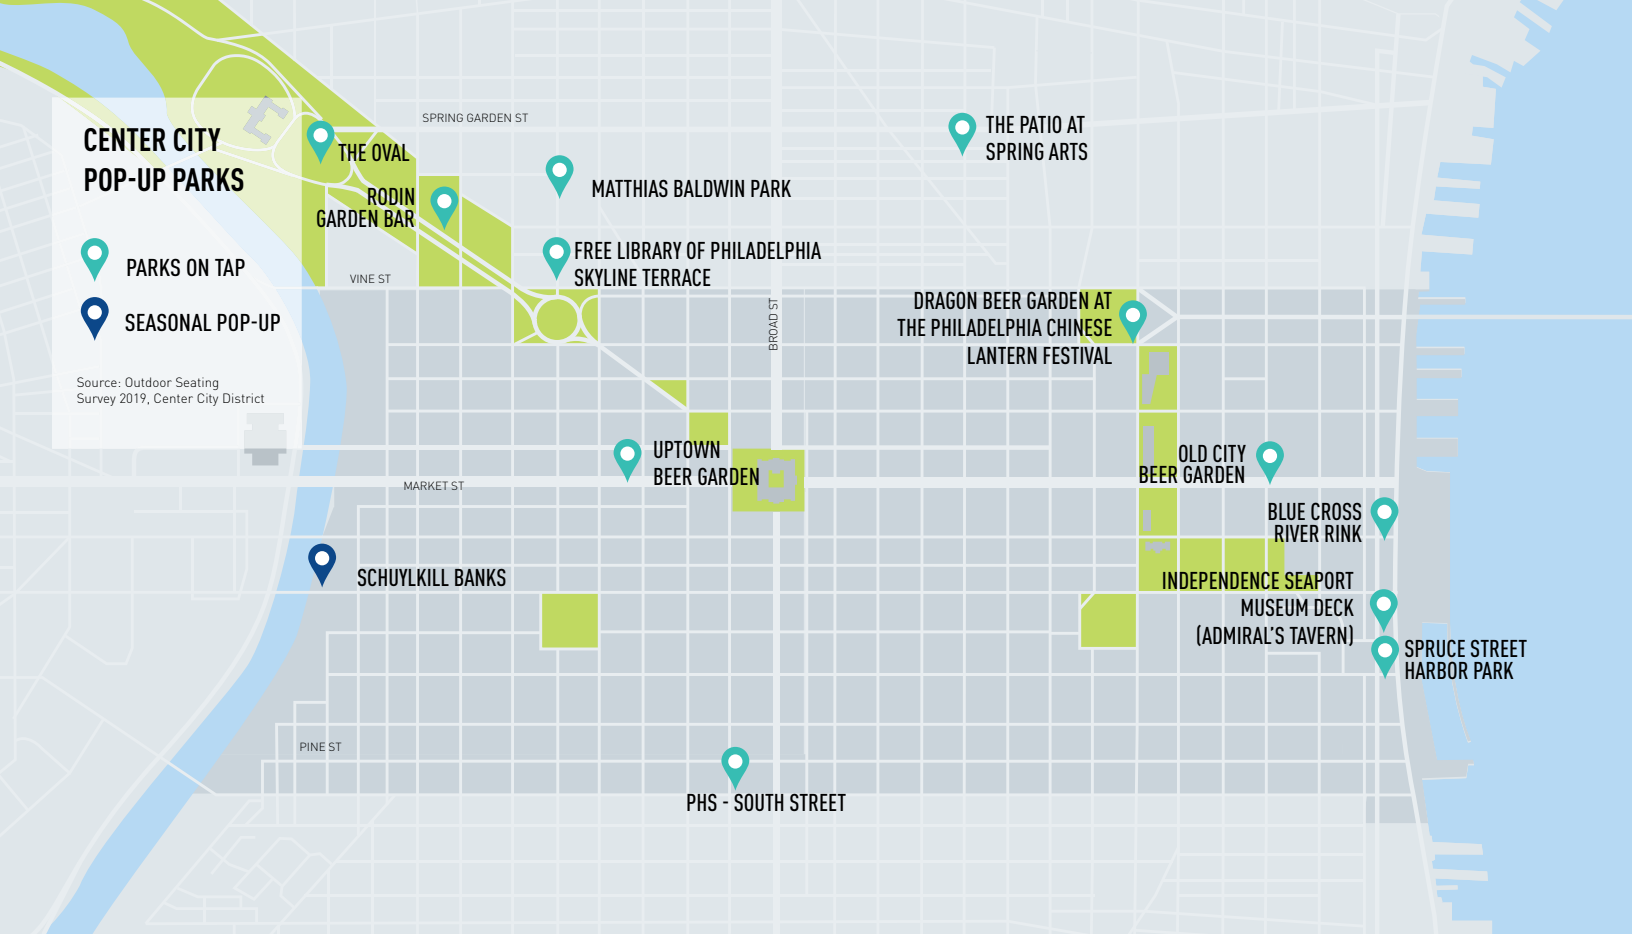 CENTER CITY
POP-UP PARKS
PARKS ON TAP
SEASONAL POP-UP
Source: Outdoor Seating
Survey 2019, Center City District
SPRING GARDEN ST
THE OVAL
RODIN
GARDEN BAR
MATTHIAS BALDWIN PARK
THE PATIO AT
SPRING ARTS
FREE LIBRARY OF PHILADELPHIA
SKYLINE TERRACE
VINE ST
BROAD ST
DRAGON BEER GARDEN AT
THE PHILADELPHIA CHINESE
LANTERN FESTIVAL
UPTOWN
BEER GARDEN
MARKET ST
OLD CITY
BEER GARDEN
BLUE CROSS
RIVER RINK
SCHUYLKILL BANKS
INDEPENDENCE SEAPORT
MUSEUM DECK
(ADMIRAL'S TAVERN)
SPRUCE STREET
HARBOR PARK
PINE ST
PHS - SOUTH STREET